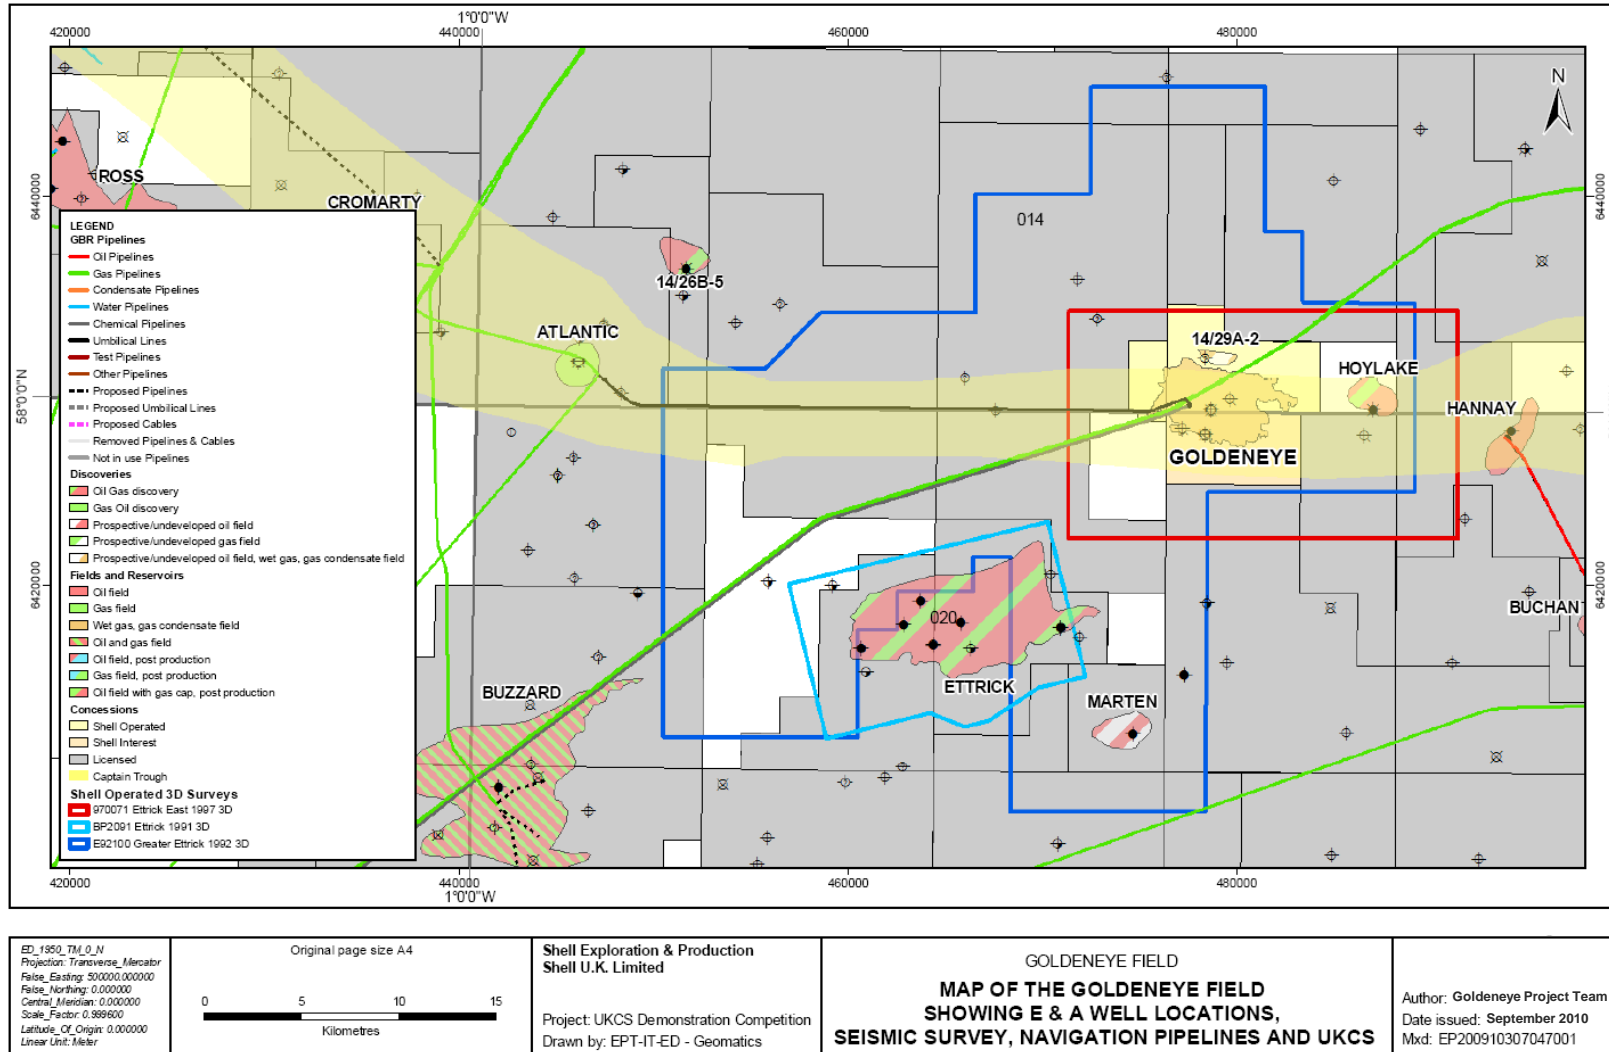 1°0'0"W
420000
440000
460000
480000
N
ROSS
CROMARTY
6440000
6440000
014
14/26B-5
ATLANTIC
14/29A-2
HOYLAKE
HANNAY
GOLDENEYE
58°0'0"N
6420000
6420000
020
BUCHAN
ETTRICK
MARTEN
BUZZARD
LEGEND
GBR Pipelines
Oil Pipelines
Gas Pipelines
Condensate Pipelines
Water Pipelines
Chemical Pipelines
Umbilical Lines
Test Pipelines
Other Pipelines
Proposed Pipelines
Proposed Umbilical Lines
Proposed Cables
Removed Pipelines & Cables
Not in use Pipelines
Discoveries
Oil Gas discovery
Gas Oil discovery
Prospective/undeveloped oil field
Prospective/undeveloped gas field
Prospective/undeveloped oil field, wet gas, gas condensate field
Fields and Reservoirs
Oil field
Gas field
Wet gas, gas condensate field
Oil and gas field
Oil field, post production
Gas field, post production
Oil field with gas cap, post production
Concessions
Shell Operated
Shell Interest
Licensed
Captain Trough
Shell Operated 3D Surveys
970071 Ettrick East 1997 3D
BP2091 Ettrick 1991 3D
E92100 Greater Ettrick 1992 3D
420000
440000
460000
480000
1°0'0"W
ED_1950_TM_0_N
Projection: Transverse_Mercator
False_Easting: 500000.000000
False_Northing: 0.000000
Central_Meridian: 0.000000
Scale_Factor: 0.999600
Latitude_Of_Origin: 0.000000
Linear Unit: Meter
Original page size A4
0 5 10 15
Kilometres
Shell Exploration & Production
Shell U.K. Limited
Project: UKCS Demonstration Competition
Drawn by: EPT-IT-ED - Geomatics
GOLDENEYE FIELD
MAP OF THE GOLDENEYE FIELD
SHOWING E & A WELL LOCATIONS,
SEISMIC SURVEY, NAVIGATION PIPELINES AND UKCS
Author: Goldeneye Project Team
Date issued: September 2010
Mxd: EP200910307047001